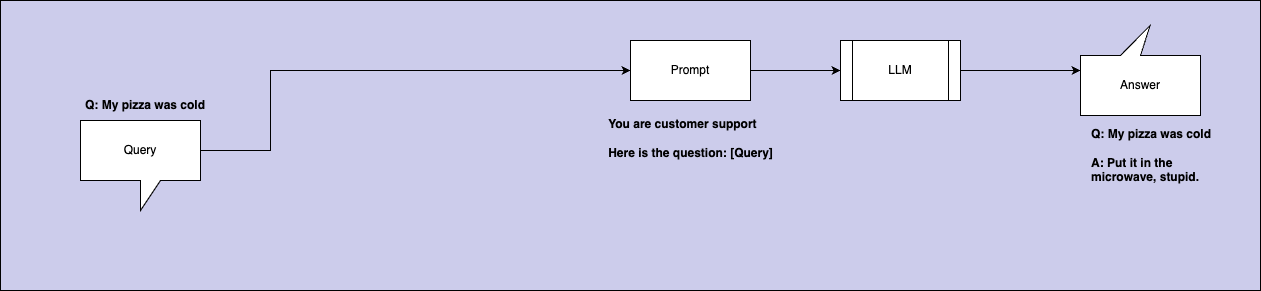 Q: My pizza was cold
Query
Prompt
You are customer support
Here is the question: [Query]
LLM
Answer
Q: My pizza was cold
A: Put it in the
microwave, stupid.